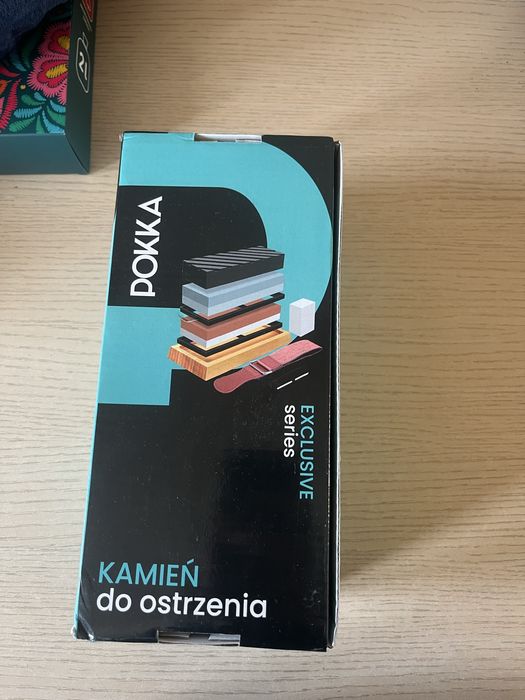 POKKA
EXCLUSIVE
series
KAMIEŃ
do ostrzenia